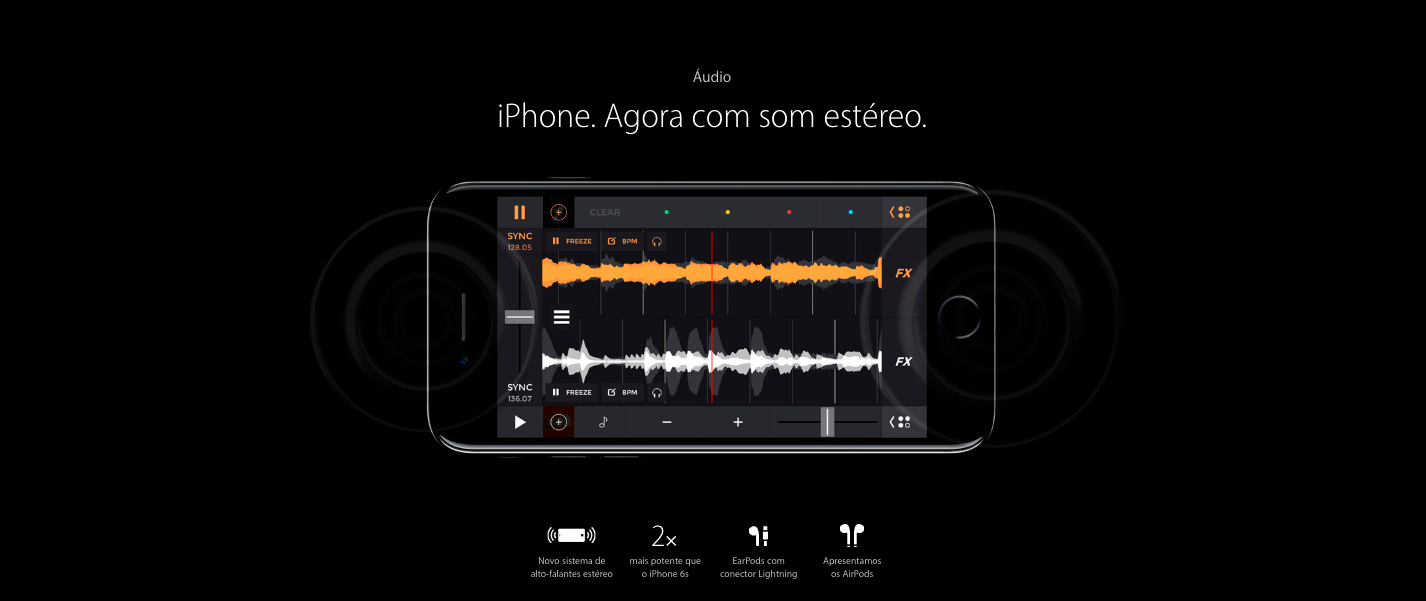 Áudio
iPhone. Agora com som estéreo.
CLEAR
SYNC
128.05
FREEZE
BPM
FX
FX
SYNC
136.07
FREEZE
BPM
2x
Novo sistema de
alto-falantes estéreo
mais potente que
o iPhone 6s
EarPods com
conector Lightning
Apresentamos
os AirPods